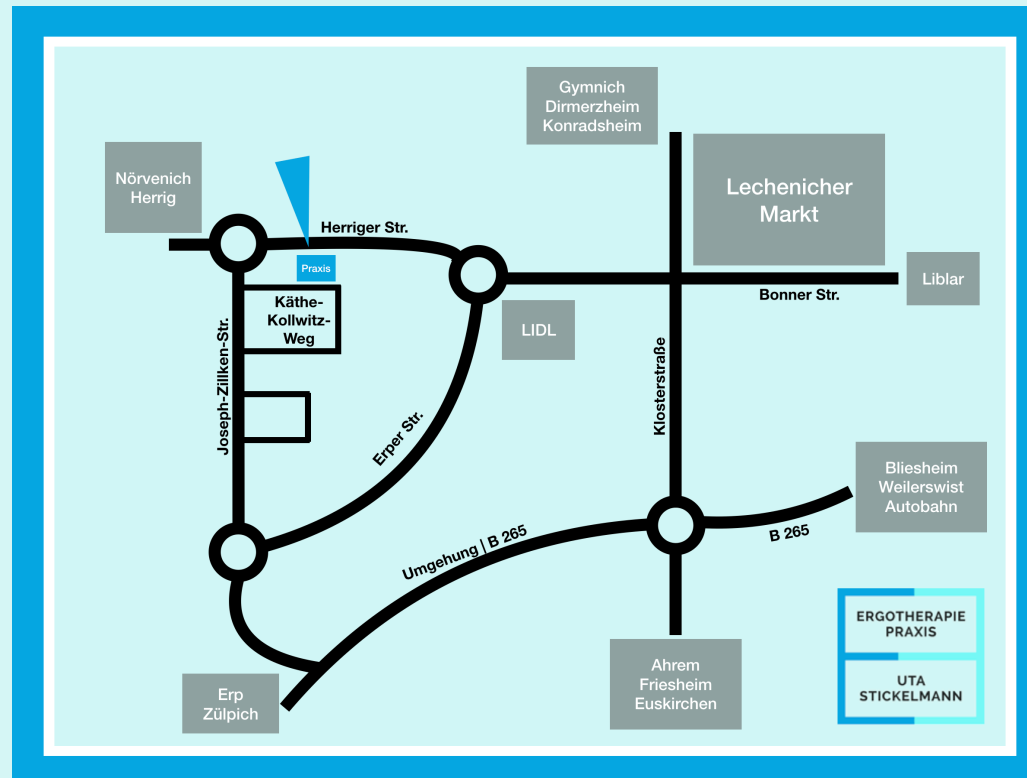 Gymnich
Dirmerzheim
Konradsheim
Nörvenich
Herrig
Lechenicher
Markt
Herriger Str.
Praxis
Liblar
Bonner Str.
Käthe-
Kollwitz-
Weg
LIDL
Joseph-Zillken-Str.
Erper Str.
Klosterstraße
Bliesheim
Weilerswist
Autobahn
Umgehung | B 265
B 265
ERGOTHERAPIE
PRAXIS
UTA
STICKELMANN
Ahrem
Friesheim
Euskirchen
Erp
Zülpich